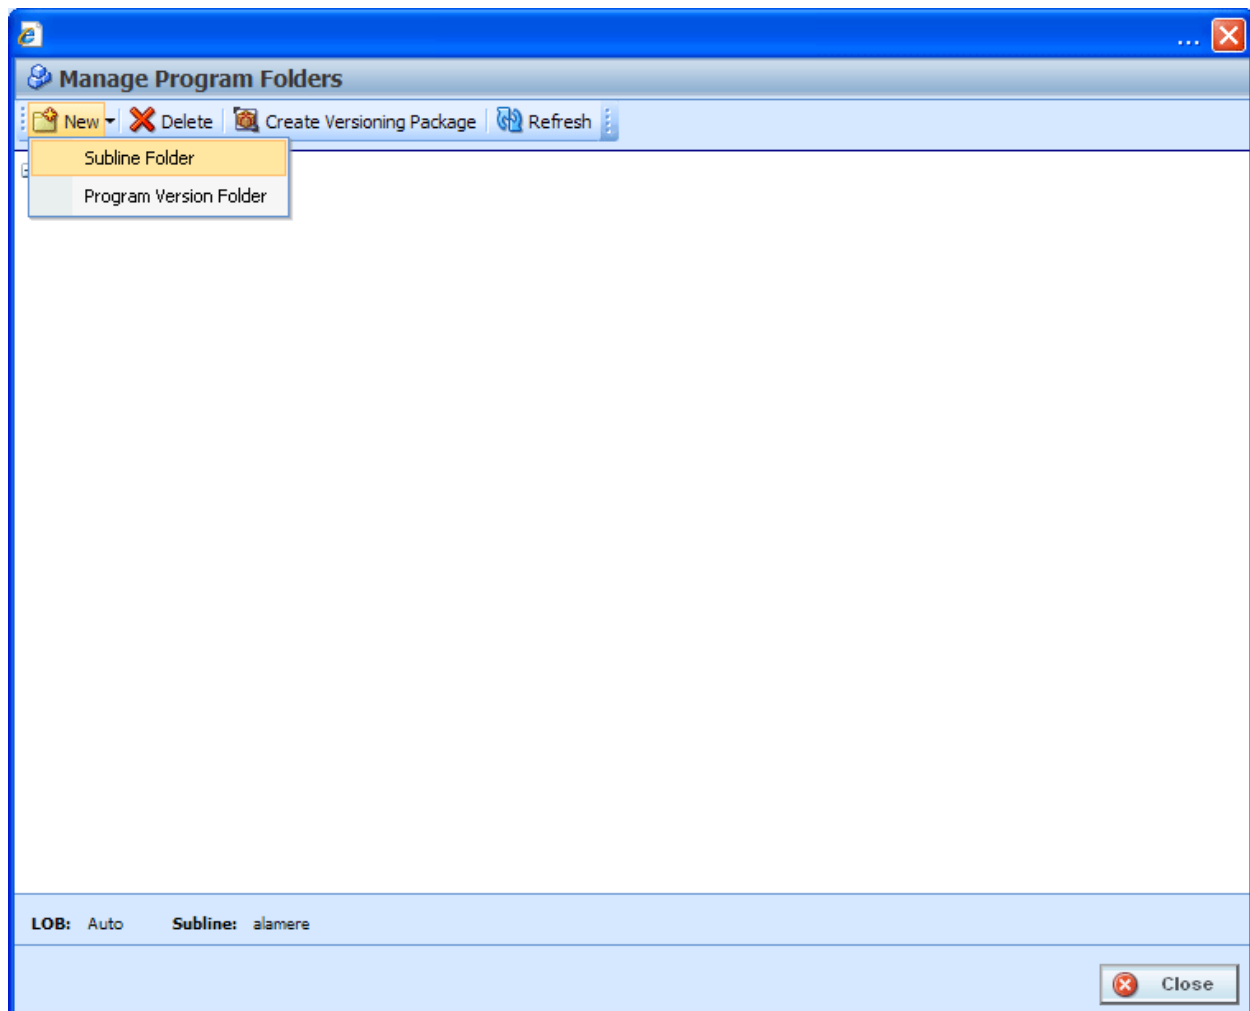 ...
Manage Program Folders
New Delete Create Versioning Package Refresh
Subline Folder
Program Version Folder
LOB: Auto Subline: alamere
Close